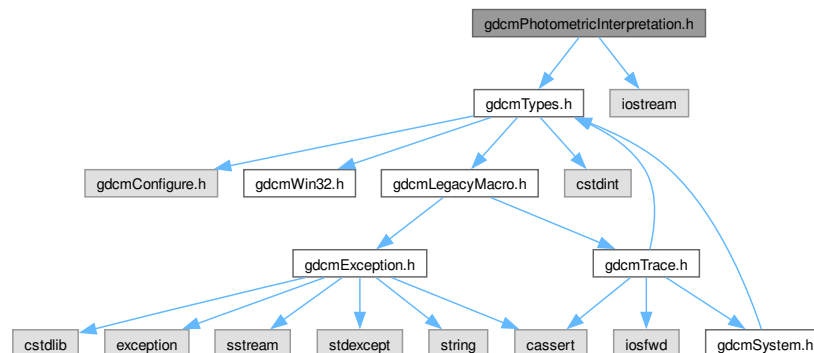 gdcmPhotometricInterpretation.h
gdcmTypes.h
iostream
gdcmConfigure.h
gdcmWin32.h
gdcmLegacyMacro.h
cstdint
gdcmException.h
gdcmTrace.h
cstdlib
exception
sstream
stdexcept
string
cassert
iosfwd
gdcmSystem.h